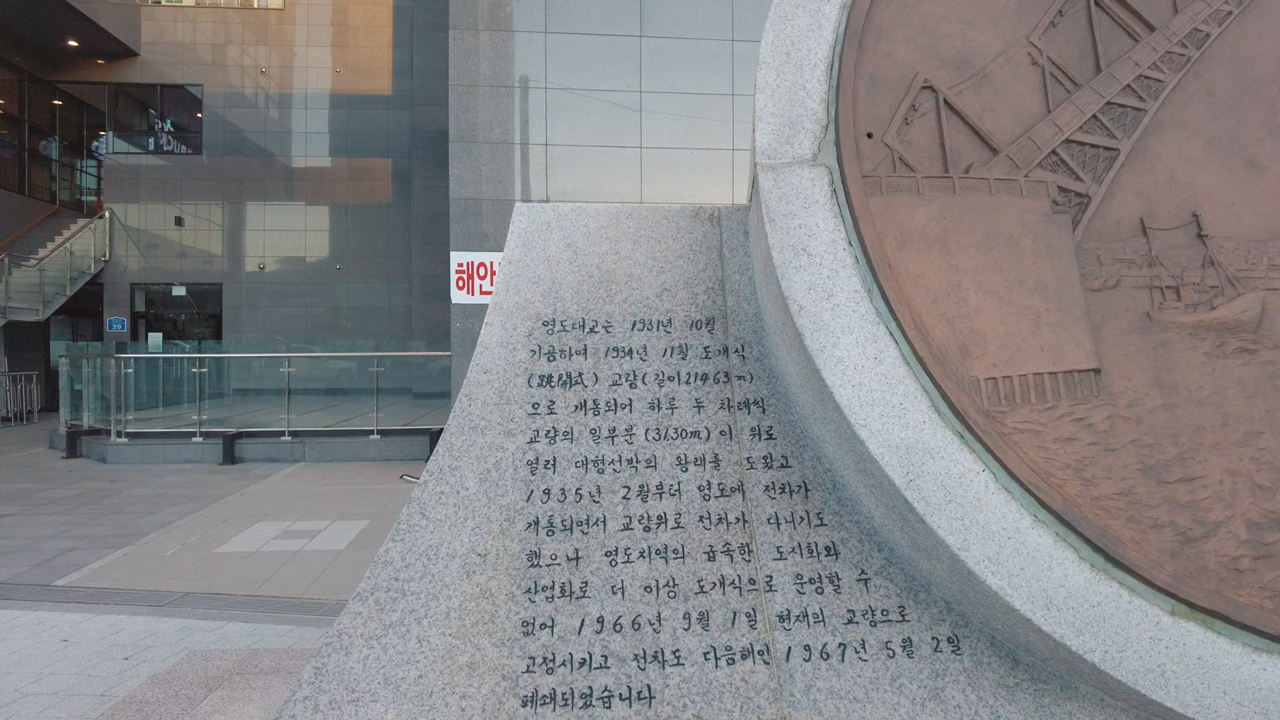 해안
39
영도대교는 1931년 10월
기공하여 1934년 11월 도개식
(跳開式) 교량(길이214.63m)
으로 개통되어 하루 두 차례씩
교량의 일부분(31.30m)이 위로
열려 대형선박의 왕래를 도왔고
1935년 2월부터 영도에 전차가
개통되면서 교량위로 전차가 다니기도
했으나 영도지역의 급속한 도시화와
산업화로 더 이상 도개식으로 운영할 수
없어 1966년 9월 1일 현재의 교량으로
고정시키고 전차도 다음해인 1967년 5월 2일
폐쇄되었습니다